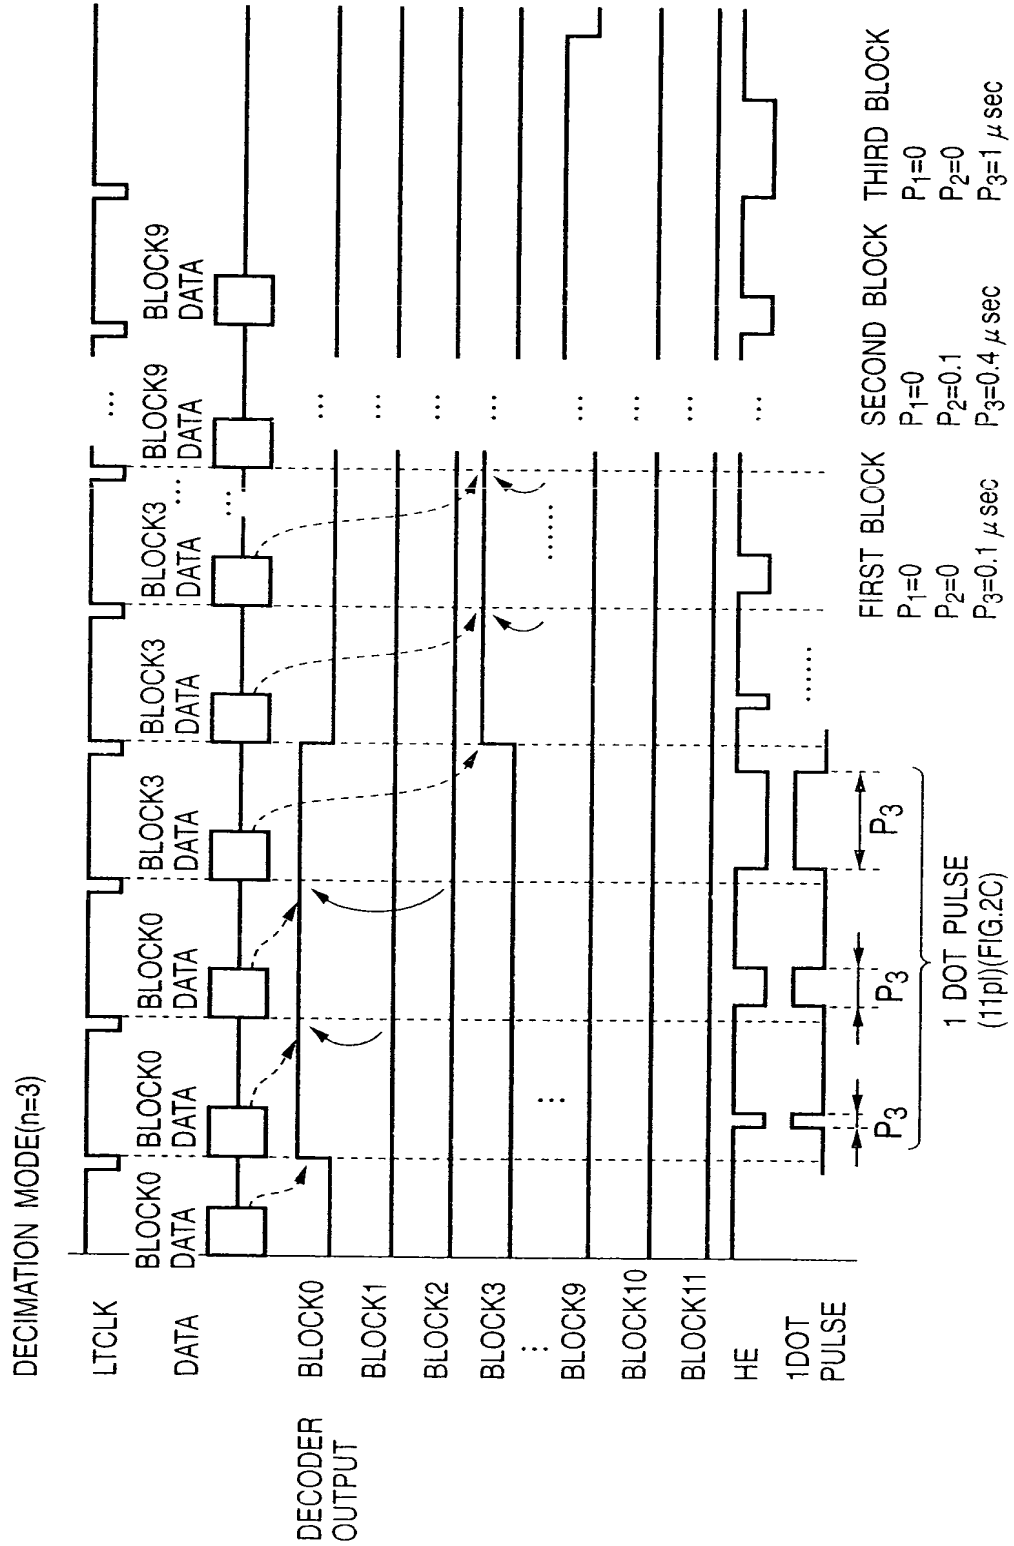 DECIMATION MODE(n=3)
LTCLK
...
DATA
BLOCK0
DATA
BLOCK0
DATA
BLOCK0
DATA
BLOCK3
DATA
BLOCK3
DATA
BLOCK3
DATA
...
...
BLOCK9
DATA
BLOCK9
DATA
DECODER
OUTPUT
BLOCK0
...
BLOCK1
...
BLOCK2
...
BLOCK3
...
...
BLOCK9
...
...
......
BLOCK10
...
BLOCK11
...
HE
...
1DOT
PULSE
......
P3
P3
P3
1 DOT PULSE
(11pl)(FIG.2C)
FIRST BLOCK
P1=0
P2=0
P3=0.1 μsec
SECOND BLOCK
P1=0
P2=0.1
P3=0.4 μsec
THIRD BLOCK
P1=0
P2=0
P3=1 μsec